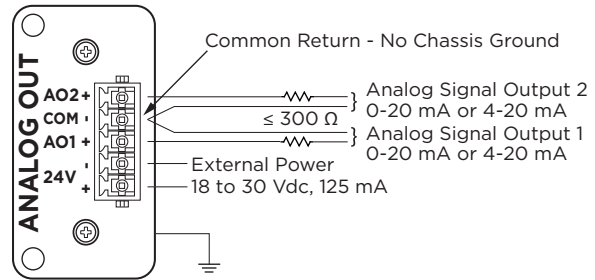 ANALOG OUT
Common Return - No Chassis Ground
AO2 +
COM -
AO1 +
-
24V
+
≤ 300 Ω
Analog Signal Output 2
0-20 mA or 4-20 mA
Analog Signal Output 1
0-20 mA or 4-20 mA
External Power
18 to 30 Vdc, 125 mA